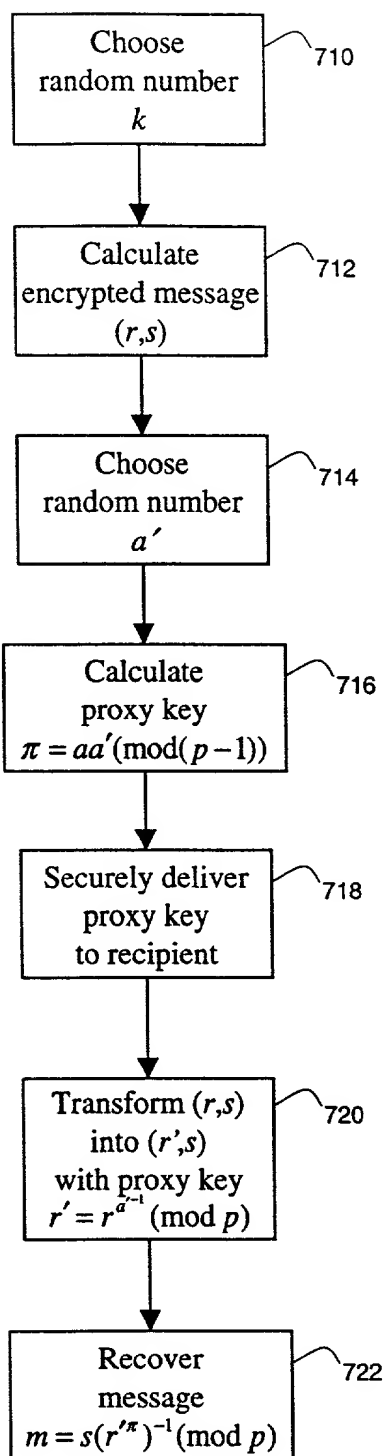 Choose
random number
k
710
Calculate
encrypted message
(r,s)
712
Choose
random number
a′
714
Calculate
proxy key
π = aa′(mod(p−1))
716
Securely deliver
proxy key
to recipient
718
Transform (r,s)
into (r',s)
with proxy key
r′ = r^{a′^{-1}} (mod p)
720
Recover
message
m = s(r′^π)^{-1}(mod p)
722